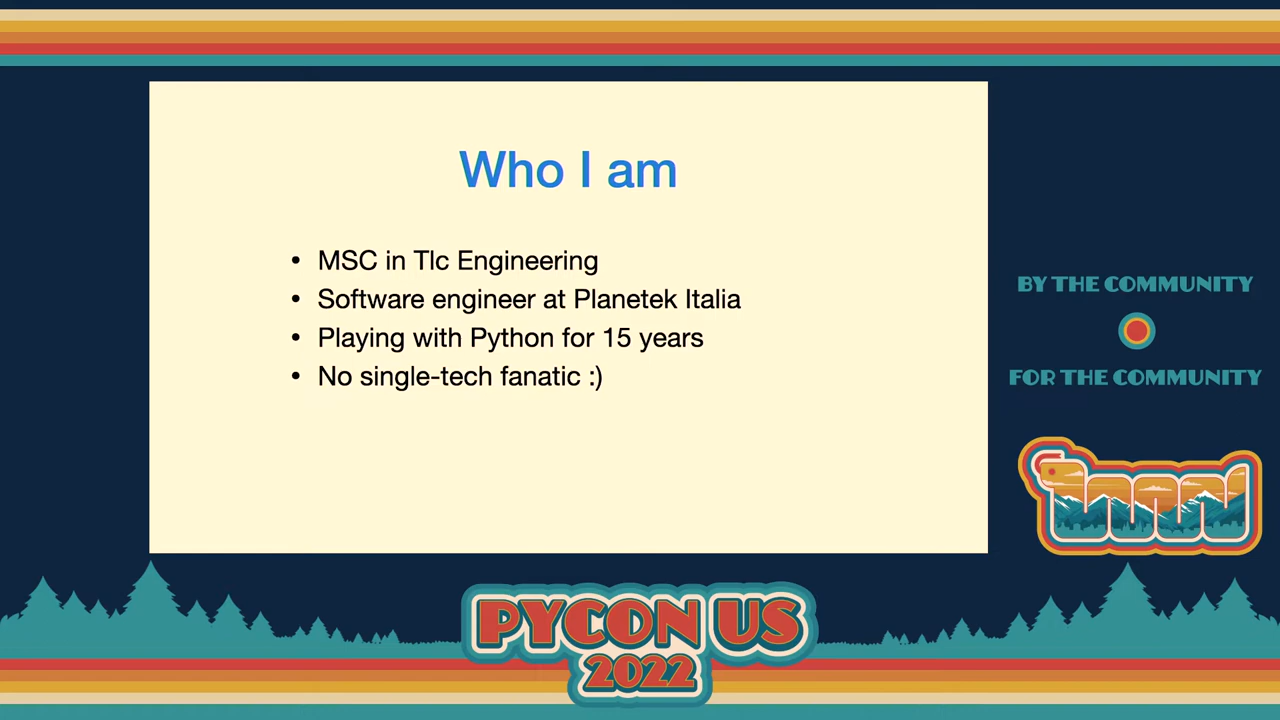 Who I am
• MSC in Tlc Engineering
• Software engineer at Planetek Italia
• Playing with Python for 15 years
• No single-tech fanatic :)
BY THE COMMUNITY
FOR THE COMMUNITY
PYCON US
2022